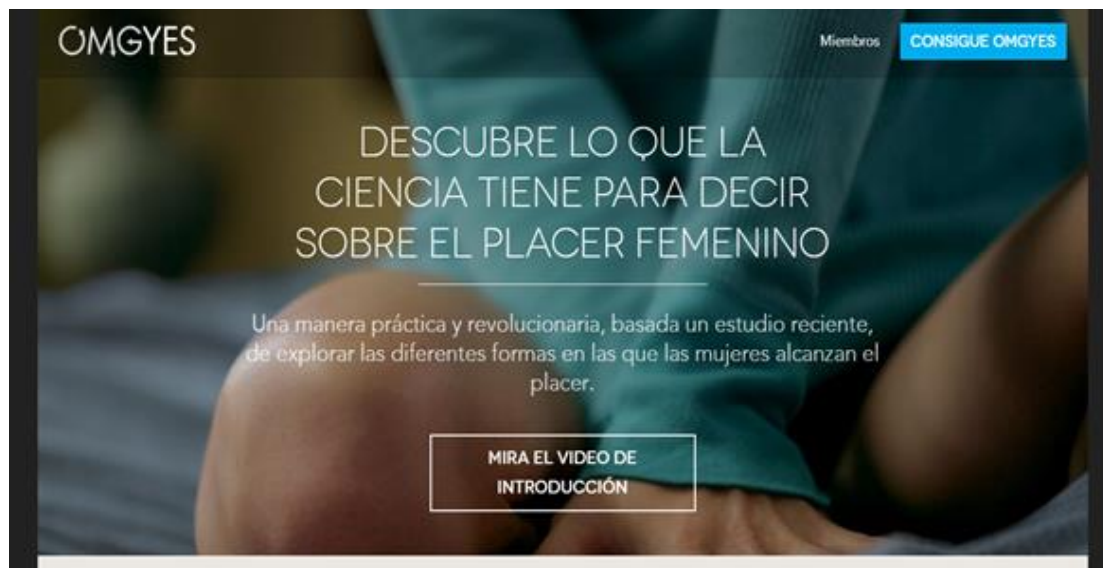 OMGYES
Miembros
CONSIGUE OMGYES
DESCUBRE LO QUE LA
CIENCIA TIENE PARA DECIR
SOBRE EL PLACER FEMENINO
Una manera práctica y revolucionaria, basada un estudio reciente,
de explorar las diferentes formas en las que las mujeres alcanzan el
placer.
MIRA EL VIDEO DE
INTRODUCCIÓN